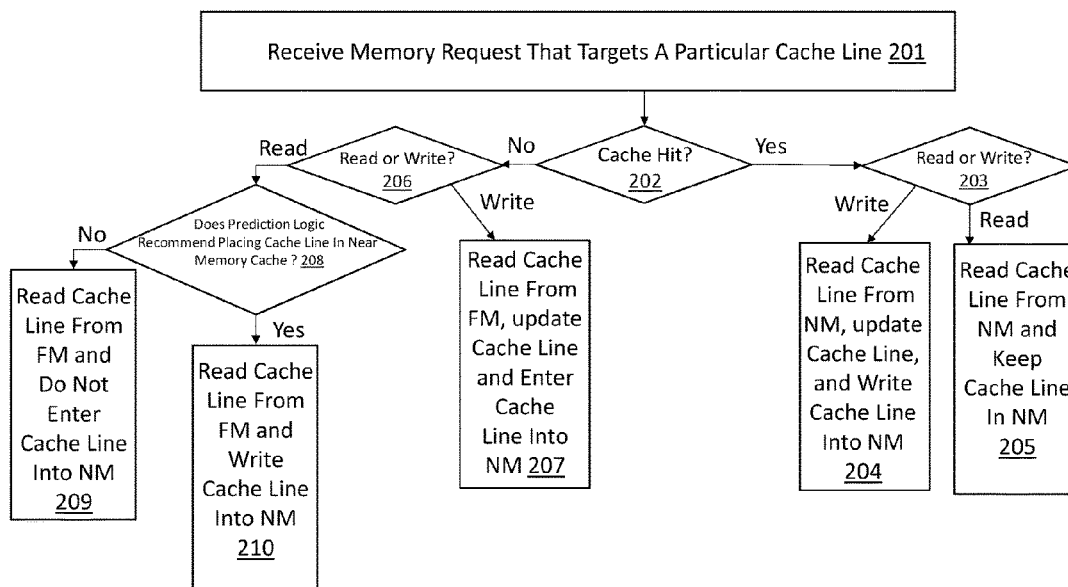 Receive Memory Request That Targets A Particular Cache Line 201
Cache Hit?
202
No
Yes
Read or Write?
206
Read
Write
Read or Write?
203
Write
Read
Does Prediction Logic
Recommend Placing Cache Line In Near
Memory Cache ? 208
No
Yes
Read Cache
Line From
FM and
Do Not
Enter
Cache Line
Into NM
209
Read Cache
Line From
FM and
Write
Cache Line
Into NM
210
Read Cache
Line From
FM, update
Cache Line
and Enter
Cache
Line Into
NM 207
Read Cache
Line From
NM, update
Cache Line,
and Write
Cache Line
Into NM
204
Read Cache
Line From
NM and
Keep
Cache Line
In NM
205